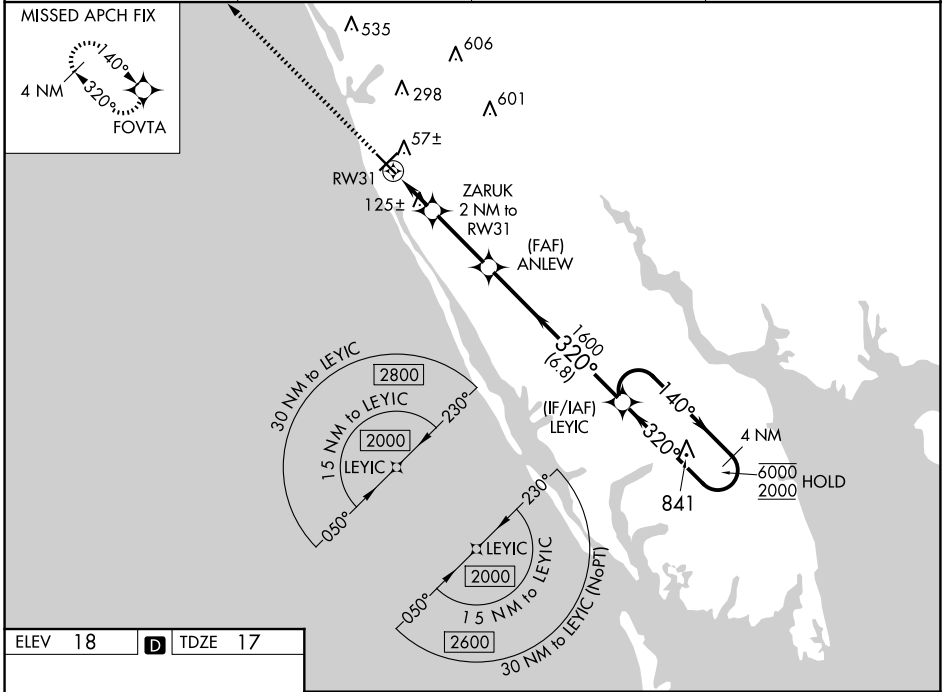 MISSED APCH FIX
140°
4 NM
320°
FOVTA
535
606
298
601
57±
RW31
125±
ZARUK
2 NM to
RW31
(FAF)
ANLEW
1600
320°
(6.8)
(IF/IAF)
LEYIC
140°
320°
4 NM
841
6000
2000
HOLD
30 NM to LEYIC
2800
15 NM to LEYIC
2000
LEYIC
230°
050°
230°
LEYIC
2000
050°
15 NM to LEYIC
2600
30 NM to LEYIC (NoPT)
ELEV 18 D TDZE 17